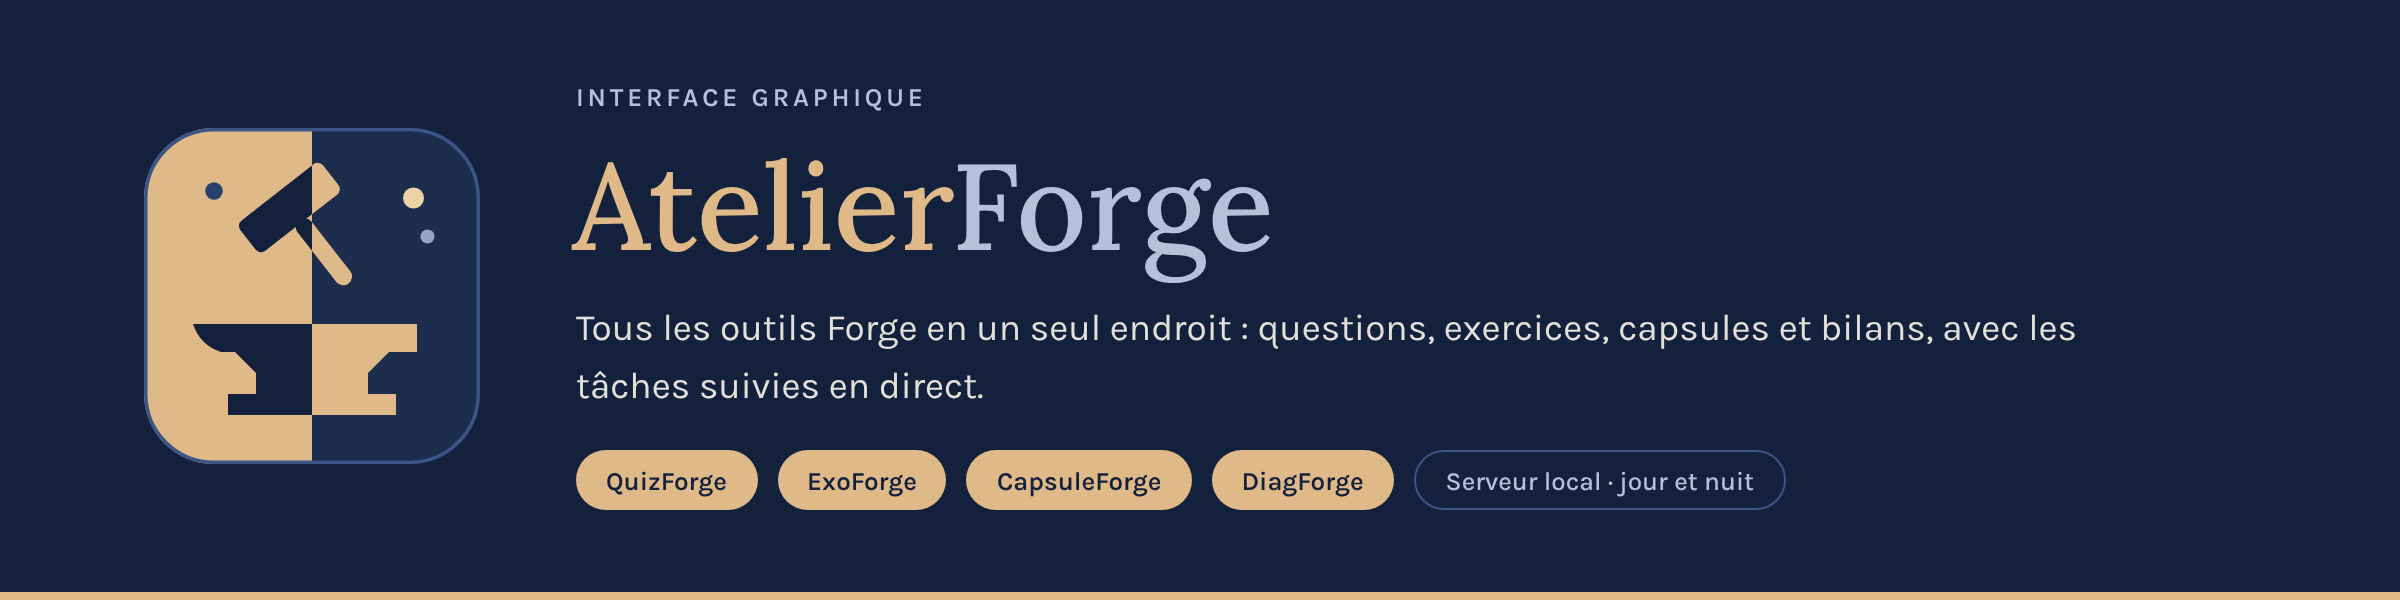 INTERFACE GRAPHIQUE
AtelierForge
Tous les outils Forge en un seul endroit : questions, exercices, capsules et bilans, avec les
tâches suivies en direct.
QuizForge
ExoForge
CapsuleForge
DiagForge
Serveur local · jour et nuit